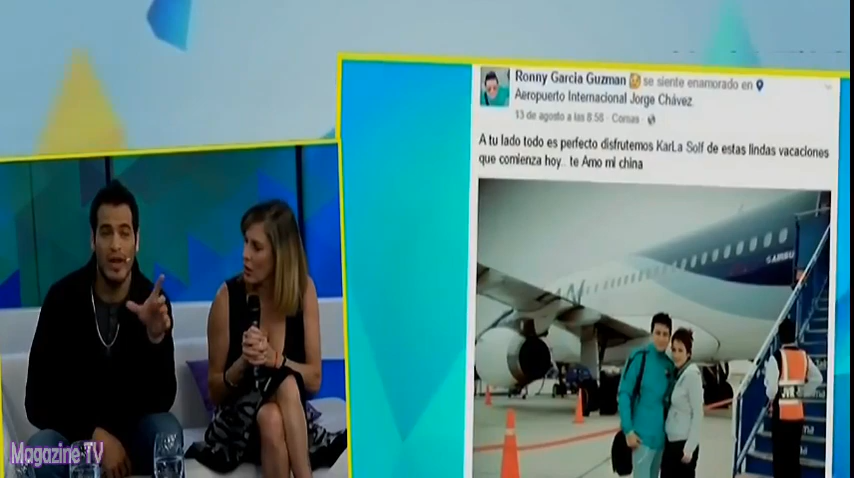 Ronny Garcia Guzman se siente enamorado en
Aeropuerto Internacional Jorge Chávez.
13 de agosto a las 8:58 · Comas ·
A tu lado todo es perfecto disfrutemos KarLa Solf de estas lindas vacaciones
que comienza hoy.. te Amo mi china
Magazine TV